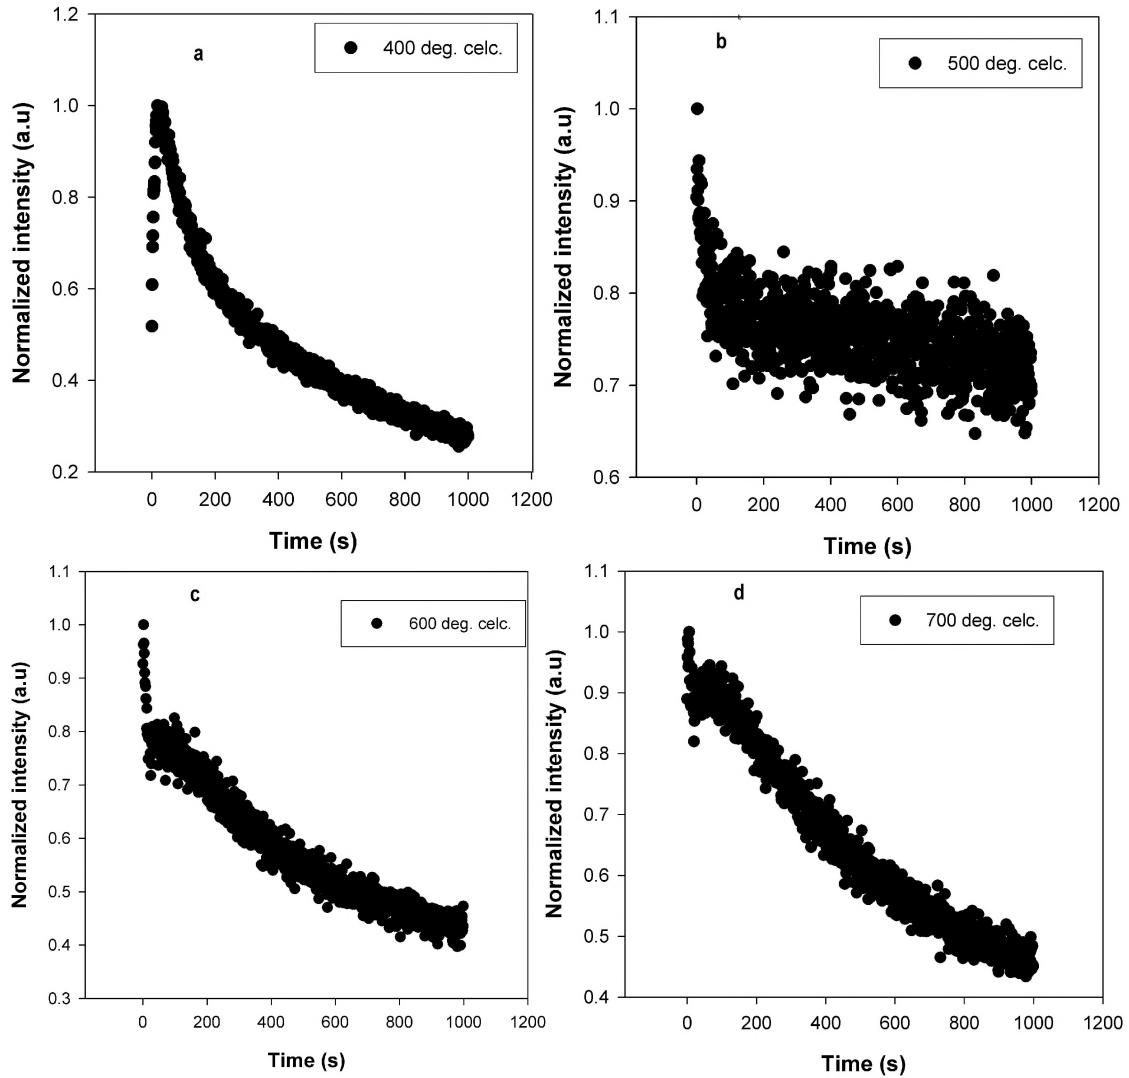 a
400 deg. celc.
Normalized intensity (a.u)
1.2
1.0
0.8
0.6
0.4
0.2
0 200 400 600 800 1000 1200
Time (s)
b
500 deg. celc.
Normalized intensity (a.u)
1.1
1.0
0.9
0.8
0.7
0.6
0 200 400 600 800 1000 1200
Time (s)
c
600 deg. celc.
Normalized intensity (a.u)
1.1
1.0
0.9
0.8
0.7
0.6
0.5
0.4
0.3
0 200 400 600 800 1000 1200
Time (s)
d
700 deg. celc.
Normalized intensity (a.u)
1.1
1.0
0.9
0.8
0.7
0.6
0.5
0.4
0 200 400 600 800 1000 1200
Time (s)